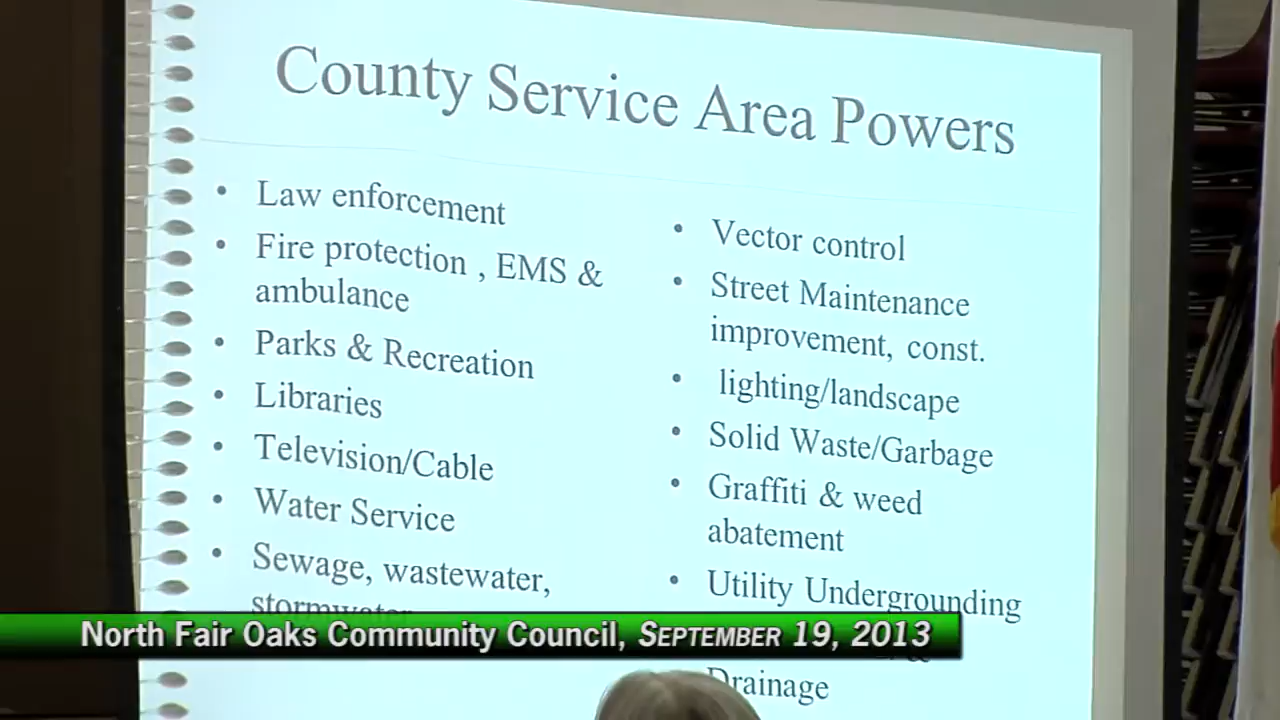 County Service Area Powers
• Law enforcement
• Fire protection , EMS &
ambulance
• Parks & Recreation
• Libraries
• Television/Cable
• Water Service
• Sewage, wastewater,
stormwater
• Vector control
• Street Maintenance
improvement, const.
• lighting/landscape
• Solid Waste/Garbage
• Graffiti & weed
abatement
• Utility Undergrounding
&
Drainage
North Fair Oaks Community Council, September 19, 2013